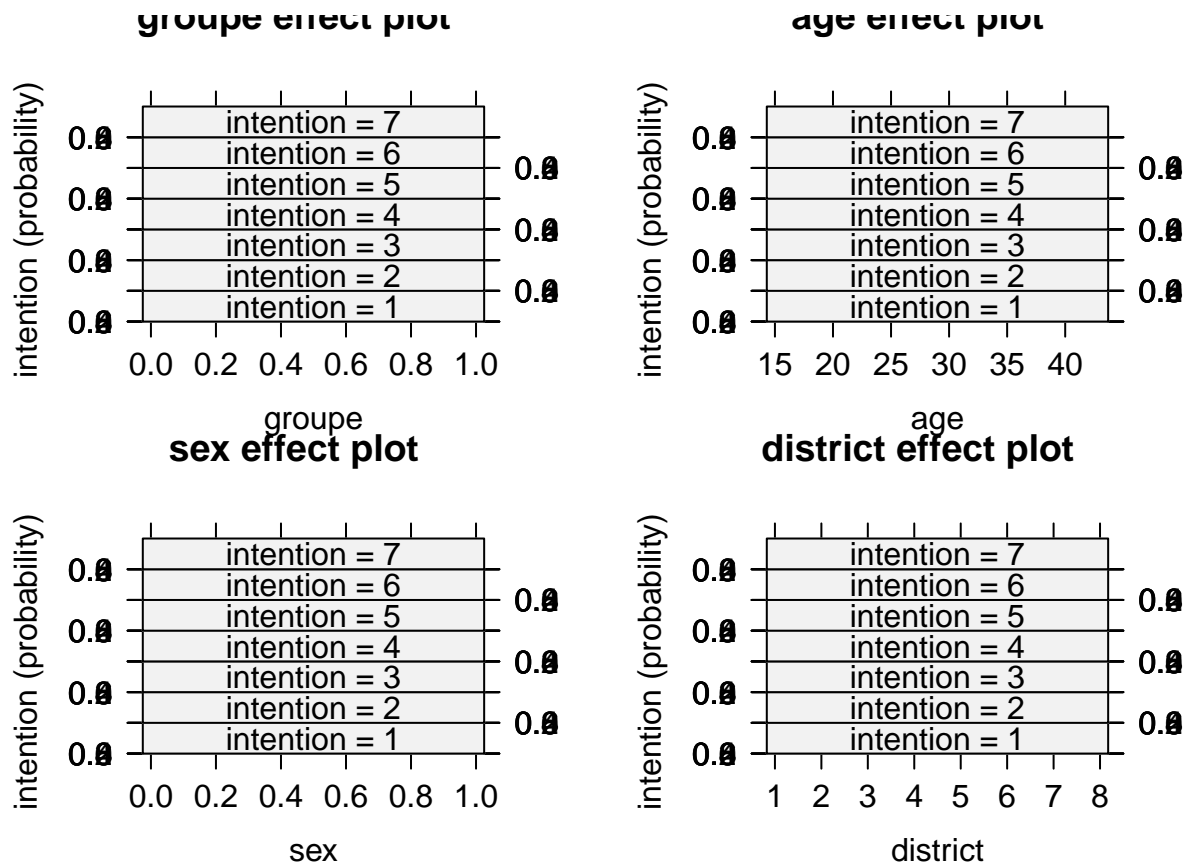 groupe effect plot
intention (probability)
intention = 7
intention = 6
intention = 5
intention = 4
intention = 3
intention = 2
intention = 1
0.0 0.2 0.4 0.6 0.8 1.0
groupe
age effect plot
intention (probability)
intention = 7
intention = 6
intention = 5
intention = 4
intention = 3
intention = 2
intention = 1
15 20 25 30 35 40
age
sex effect plot
intention (probability)
intention = 7
intention = 6
intention = 5
intention = 4
intention = 3
intention = 2
intention = 1
0.0 0.2 0.4 0.6 0.8 1.0
sex
district effect plot
intention (probability)
intention = 7
intention = 6
intention = 5
intention = 4
intention = 3
intention = 2
intention = 1
1 2 3 4 5 6 7 8
district